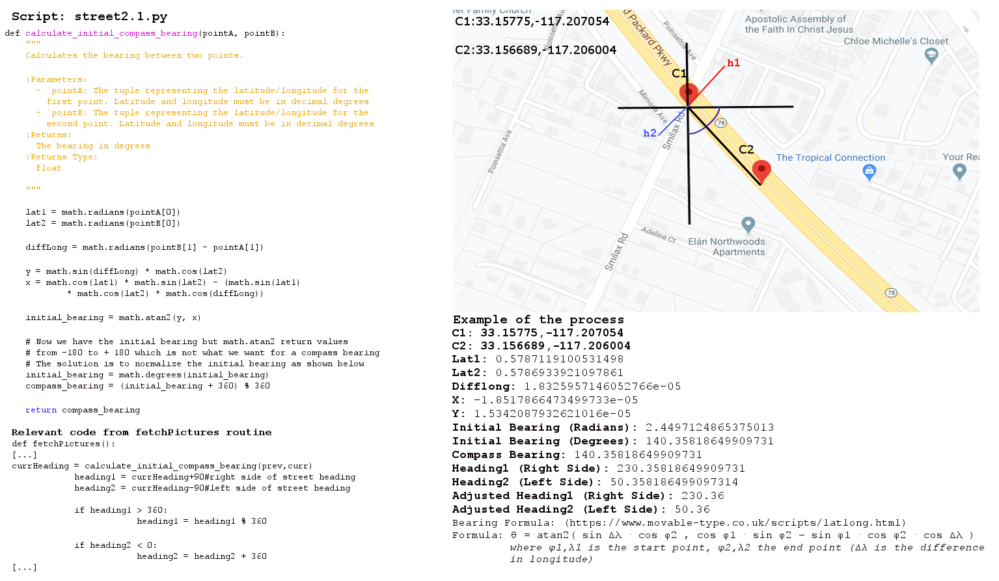 Script: street2.1.py
def calculate_initial_compass_bearing(pointA, pointB):
"""
Calculates the bearing between two points.
:Parameters:
- `pointA: The tuple representing the latitude/longitude for the
first point. Latitude and longitude must be in decimal degrees
- `pointB: The tuple representing the latitude/longitude for the
second point. Latitude and longitude must be in decimal degrees
:Returns:
The bearing in degrees
:Returns Type:
float
"""
lat1 = math.radians(pointA[0])
lat2 = math.radians(pointB[0])
diffLong = math.radians(pointB[1] - pointA[1])
y = math.sin(diffLong) * math.cos(lat2)
x = math.cos(lat1) * math.sin(lat2) - (math.sin(lat1)
* math.cos(lat2) * math.cos(diffLong))
initial_bearing = math.atan2(y, x)
# Now we have the initial bearing but math.atan2 return values
# from -180 to + 180 which is not what we want for a compass bearing
# The solution is to normalize the initial bearing as shown below
initial_bearing = math.degrees(initial_bearing)
compass_bearing = (initial_bearing + 360) % 360
return compass_bearing
Relevant code from fetchPictures routine
def fetchPictures():
[...]
currHeading = calculate_initial_compass_bearing(prev,curr)
heading1 = currHeading+90#right side of street heading
heading2 = currHeading-90#left side of street heading
if heading1 > 360:
heading1 = heading1 % 360
if heading2 < 0:
heading2 = heading2 + 360
[...]
ver Family Church
C1:33.15775,-117.207054
C2:33.156689,-117.206004
Poinsettia Ave
d Packard Pkwy
Poinsettia Ave
Apostolic Assembly of
the Faith In Christ Jesus
Chloe Michelle's Closet
h1
C1
Mimosa Ave
78
h2
Smilax Rd
C2
Poinsettia Ave
The Tropical Connection
Your Rea
Adeline Ct
Elán Northwoods
Apartments
Smilax Rd
78
Example of the process
C1: 33.15775,-117.207054
C2: 33.156689,-117.206004
Lat1: 0.5787119100531498
Lat2: 0.5786933921097861
Difflong: 1.8325957146052766e-05
X: -1.8517866473499733e-05
Y: 1.5342087932621016e-05
Initial Bearing (Radians): 2.4497124865375013
Initial Bearing (Degrees): 140.35818649909731
Compass Bearing: 140.35818649909731
Heading1 (Right Side): 230.35818649909731
Heading2 (Left Side): 50.358186499097314
Adjusted Heading1 (Right Side): 230.36
Adjusted Heading2 (Left Side): 50.36
Bearing Formula: (https://www.movable-type.co.uk/scripts/latlong.html)
Formula: θ = atan2( sin Δλ · cos φ2 , cos φ1 · sin φ2 − sin φ1 · cos φ2 · cos Δλ )
where φ1,λ1 is the start point, φ2,λ2 the end point (Δλ is the difference
in longitude)